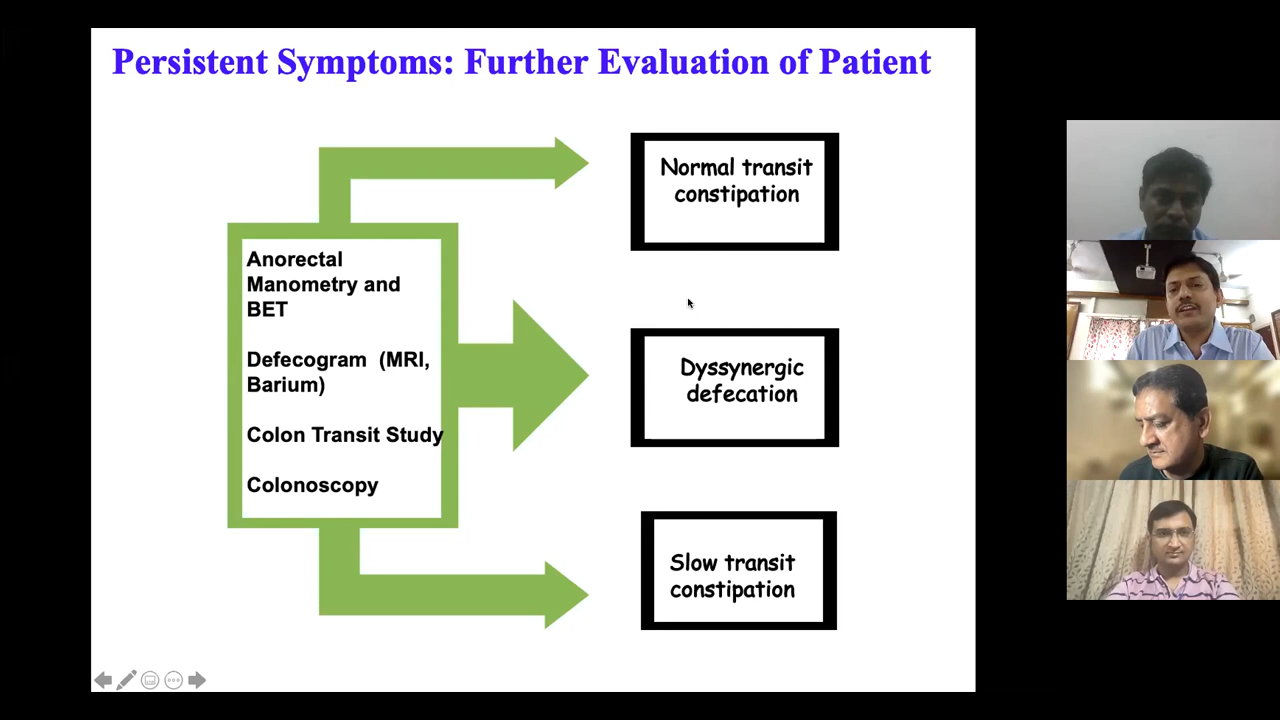 Persistent Symptoms: Further Evaluation of Patient
Normal transit
constipation
Anorectal
Manometry and
BET
Defecogram (MRI,
Barium)
Colon Transit Study
Colonoscopy
Dyssynergic
defecation
Slow transit
constipation